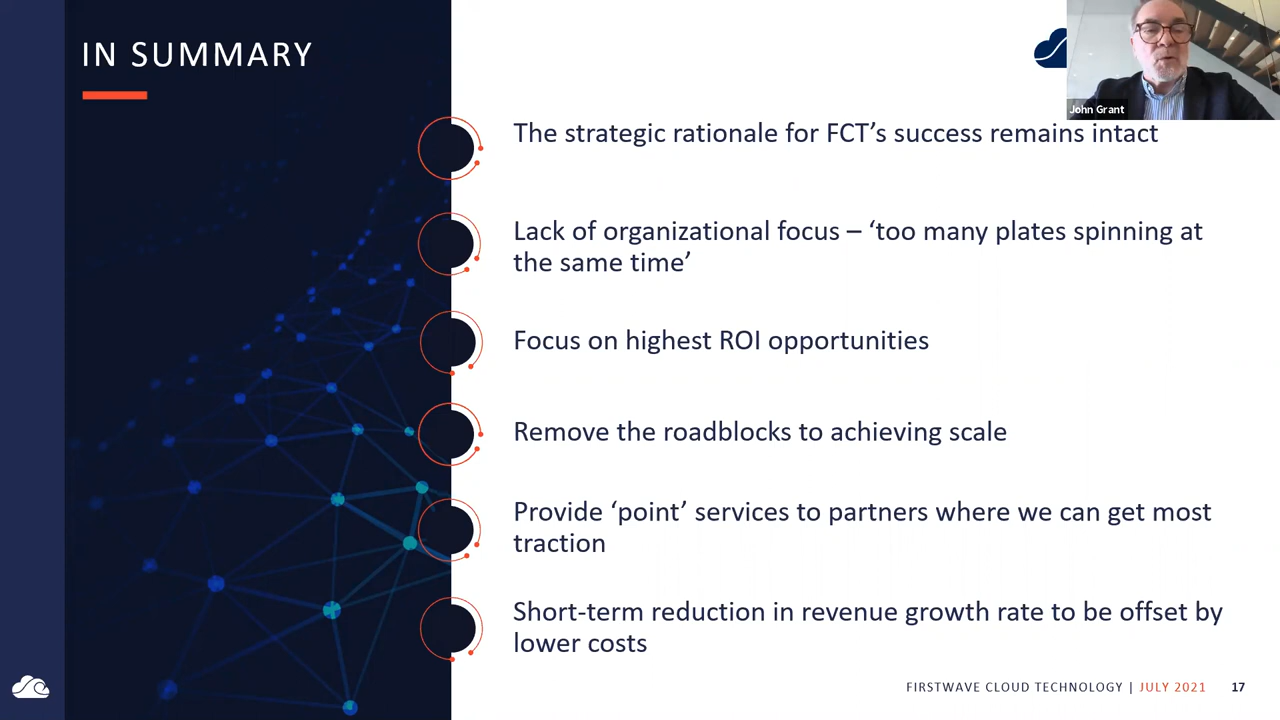 IN SUMMARY
John Grant
The strategic rationale for FCT’s success remains intact
Lack of organizational focus – ‘too many plates spinning at
the same time’
Focus on highest ROI opportunities
Remove the roadblocks to achieving scale
Provide ‘point’ services to partners where we can get most
traction
Short-term reduction in revenue growth rate to be offset by
lower costs
FIRSTWAVE CLOUD TECHNOLOGY | JULY 2021 17